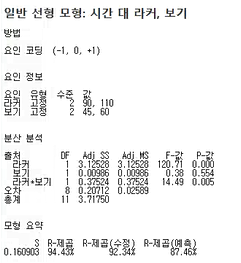 일반 선형 모형: 시간 대 라커, 보기
방법
요인 코딩 (-1, 0, +1)
요인 정보
요인 유형 수준 값
라커 고정 2 90, 110
보기 고정 2 45, 60
분산 분석
출처 DF Adj SS Adj MS F-값 P-값
라커 1 3.12528 3.12528 120.71 0.000
보기 1 0.00986 0.00986 0.38 0.554
라커*보기 1 0.37524 0.37524 14.49 0.005
오차 8 0.20712 0.02589
총계 11 3.71750
모형 요약
S R-제곱 R-제곱(수정) R-제곱(예측)
0.160903 94.43% 92.34% 87.46%